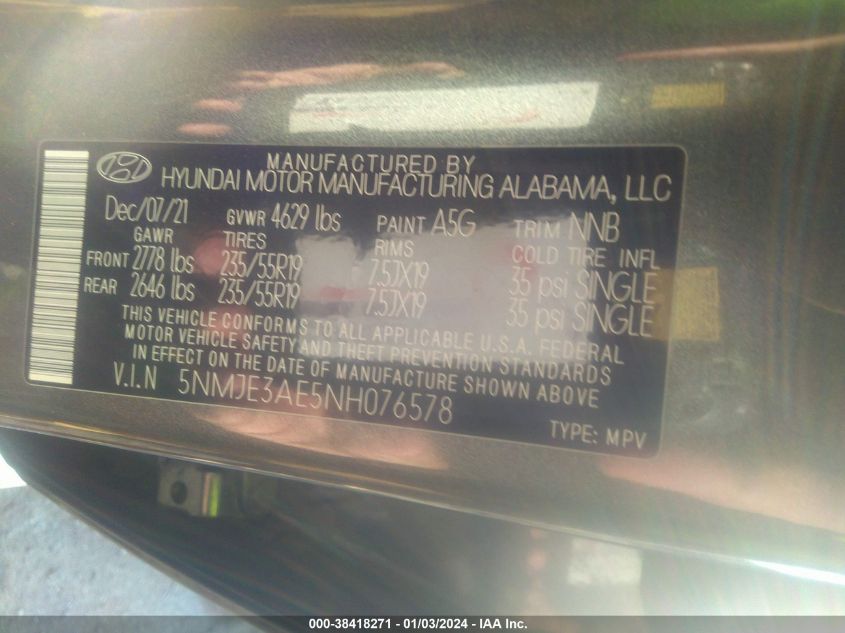 MANUFACTURED BY
HYUNDAI MOTOR MANUFACTURING ALABAMA, LLC
Dec/07/21 GVWR 4629 lbs PAINT A5G TRIM NNB
GAWR TIRES RIMS COLD TIRE INFL
FRONT 2778 lbs 235/55R19 7.5JX19 35 psi SINGLE
REAR 2646 lbs 235/55R19 7.5JX19 35 psi SINGLE
THIS VEHICLE CONFORMS TO ALL APPLICABLE U.S.A. FEDERAL
MOTOR VEHICLE SAFETY AND THEFT PREVENTION STANDARDS
IN EFFECT ON THE DATE OF MANUFACTURE SHOWN ABOVE
V.I.N 5NMJE3AE5NH076578
TYPE: MPV
000-38418271 - 01/03/2024 - IAA Inc.